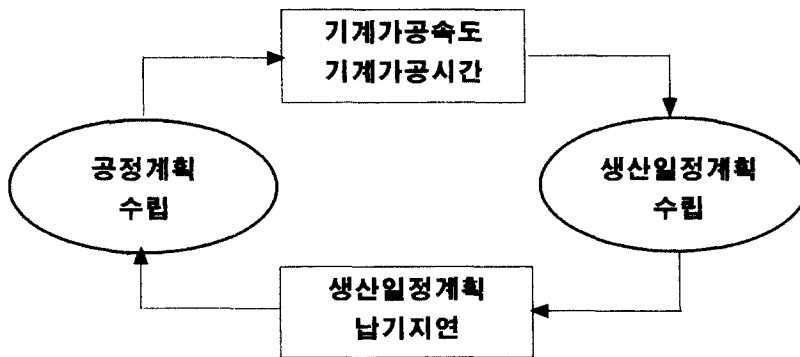 기계가공속도
기계가공시간
공정계획
수립
생산일정계획
수립
생산일정계획
납기지연